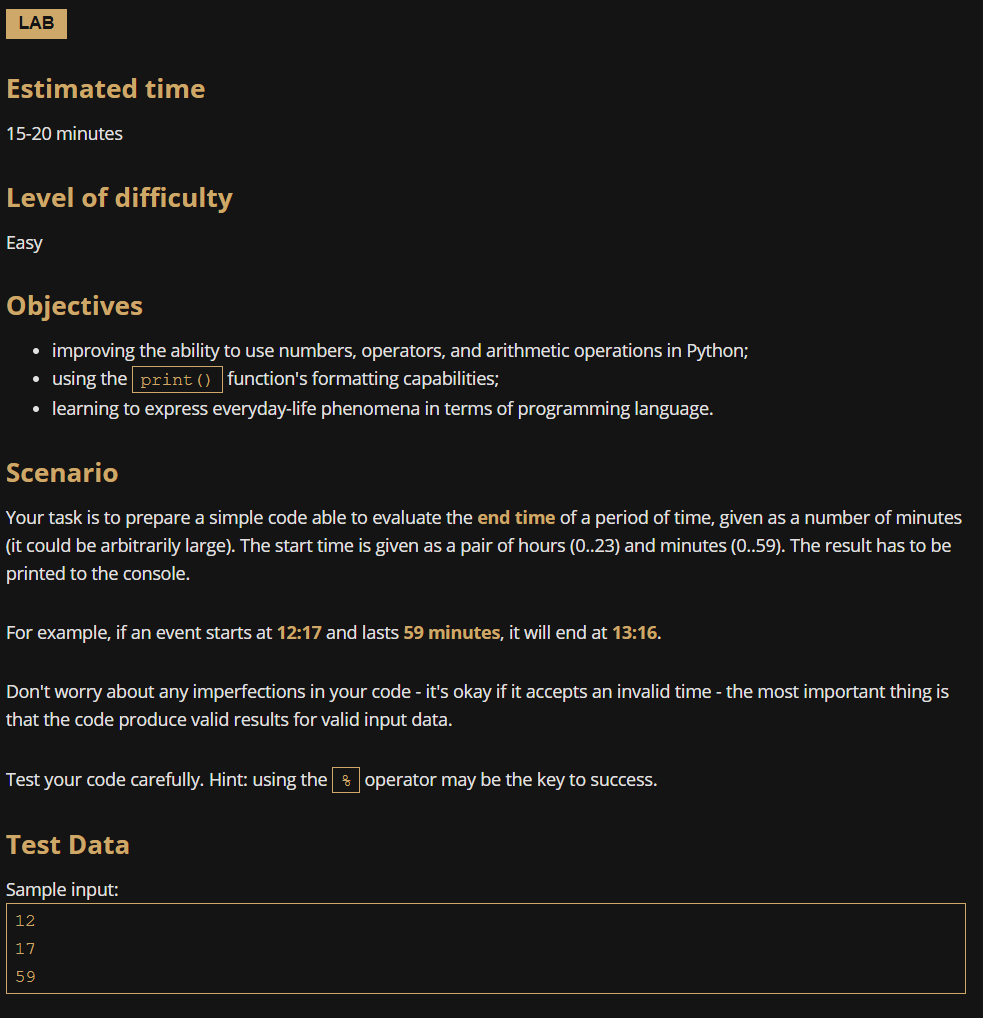 LAB
Estimated time
15-20 minutes
Level of difficulty
Easy
Objectives
• improving the ability to use numbers, operators, and arithmetic operations in Python;
• using the print() function's formatting capabilities;
• learning to express everyday-life phenomena in terms of programming language.
Scenario
Your task is to prepare a simple code able to evaluate the end time of a period of time, given as a number of minutes
(it could be arbitrarily large). The start time is given as a pair of hours (0..23) and minutes (0..59). The result has to be
printed to the console.
For example, if an event starts at 12:17 and lasts 59 minutes, it will end at 13:16.
Don't worry about any imperfections in your code - it's okay if it accepts an invalid time - the most important thing is
that the code produce valid results for valid input data.
Test your code carefully. Hint: using the % operator may be the key to success.
Test Data
Sample input:
12
17
59